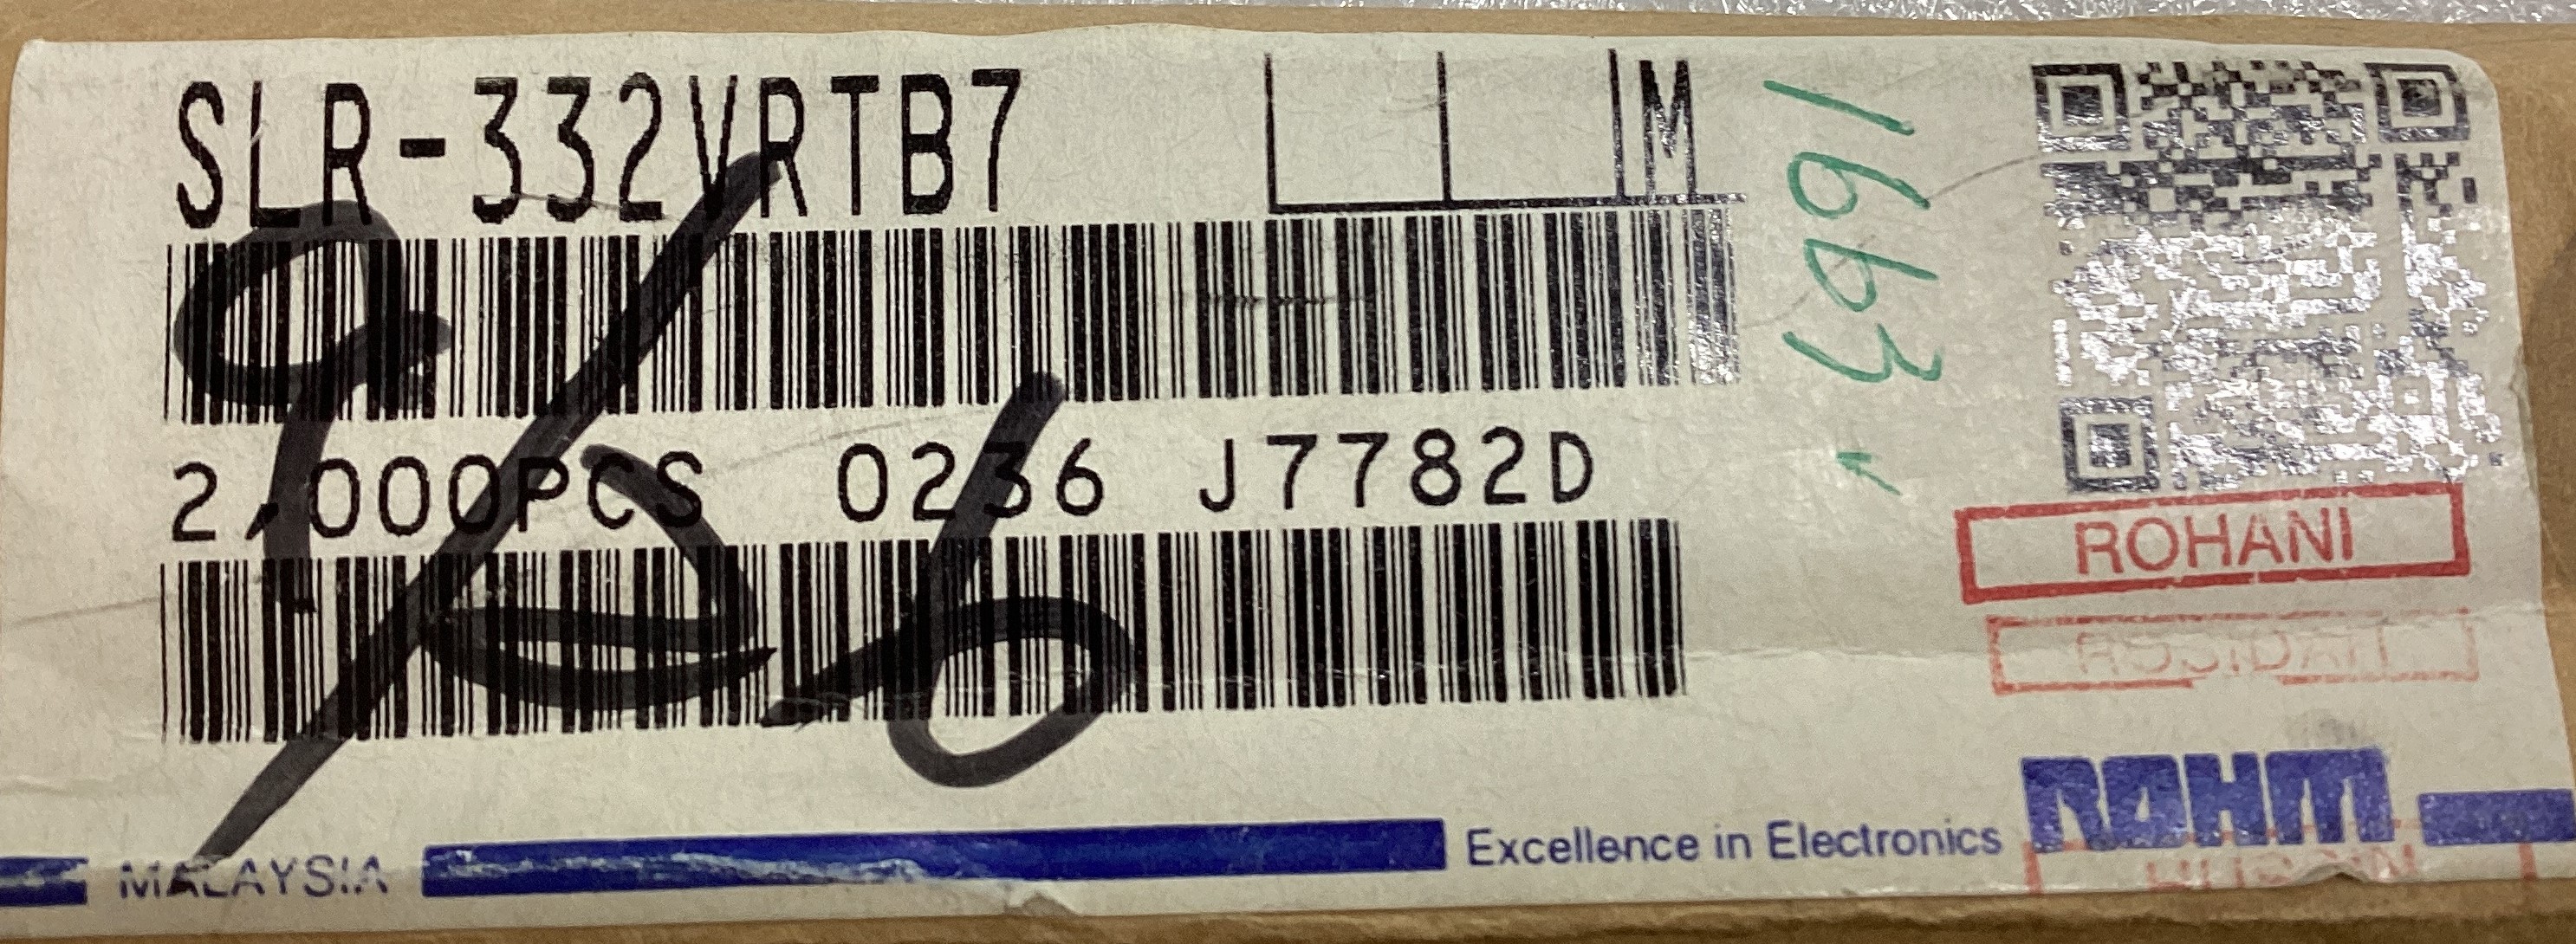 SLR-332VRTB7
M
1663
2,000PCS 0236 J7782D
ROHANI
MALAYSIA
Excellence in Electronics
ROHM